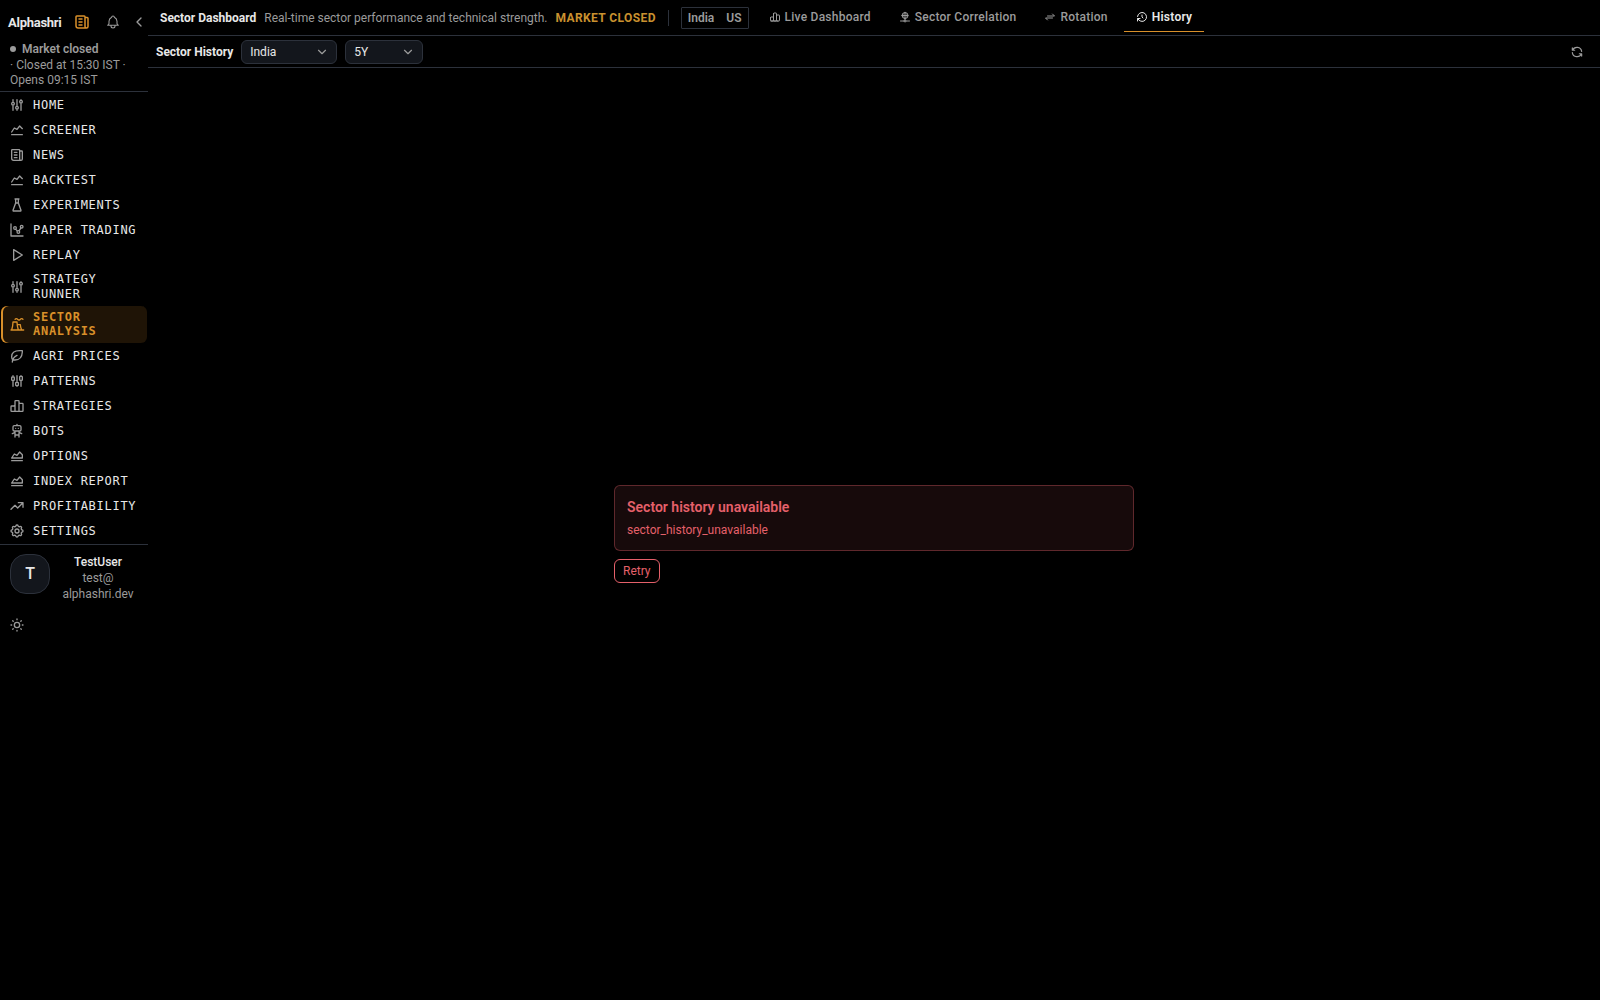 Alphashri
Market closed
· Closed at 15:30 IST ·
Opens 09:15 IST
HOME
SCREENER
NEWS
BACKTEST
EXPERIMENTS
PAPER TRADING
REPLAY
STRATEGY
RUNNER
SECTOR
ANALYSIS
AGRI PRICES
PATTERNS
STRATEGIES
BOTS
OPTIONS
INDEX REPORT
PROFITABILITY
SETTINGS
T
TestUser
test@
alphashri.dev
Sector Dashboard Real-time sector performance and technical strength. MARKET CLOSED India US Live Dashboard Sector Correlation Rotation History
Sector History India 5Y
Sector history unavailable
sector_history_unavailable
Retry